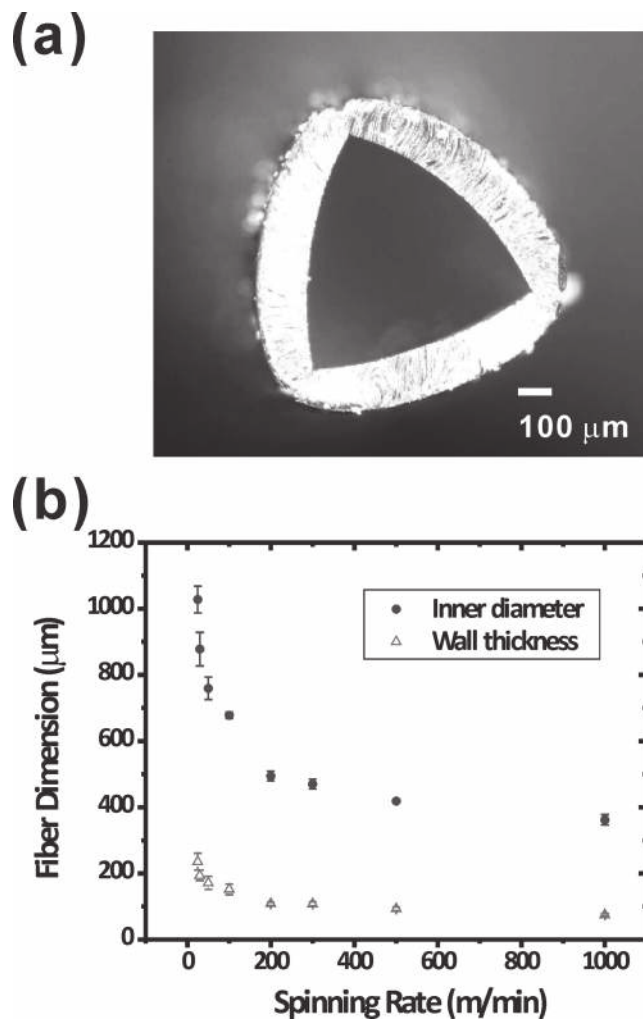 (a)
100 μm
(b)
1200
1000
800
600
400
200
0
Fiber Dimension (μm)
Inner diameter
Wall thickness
0 200 400 600 800 1000
Spinning Rate (m/min)